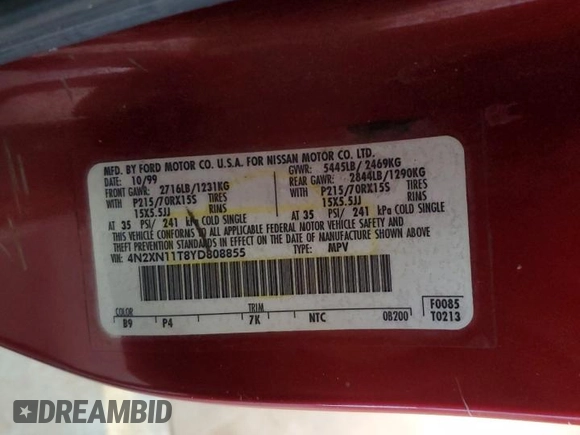 MFD. BY FORD MOTOR CO. U.S.A. FOR NISSAN MOTOR CO. LTD.
10/99 GVWR: 5445LB/ 2469KG
FRONT GAWR: 2716LB/1231KG REAR GAWR: 2844LB/1290KG
WITH P215/70RX15S TIRES WITH P215/70RX15S TIRES
15X5.5JJ RIMS 15X5.5JJ RIMS
AT 35 PSI/ 241 kPa COLD SINGLE AT 35 PSI/ 241 kPa COLD SINGLE
THIS VEHICLE CONFORMS TO ALL APPLICABLE FEDERAL MOTOR VEHICLE SAFETY AND
THEFT PREVENTION STANDARDS IN EFFECT ON THE DATE OF MANUFACTURE SHOWN ABOVE.
VIN: 4N2XN11T8YD808855 TYPE: MPV
COLOR TRIM F0085
B9 P4 7K NTC 08200 T0213
DREAMBID